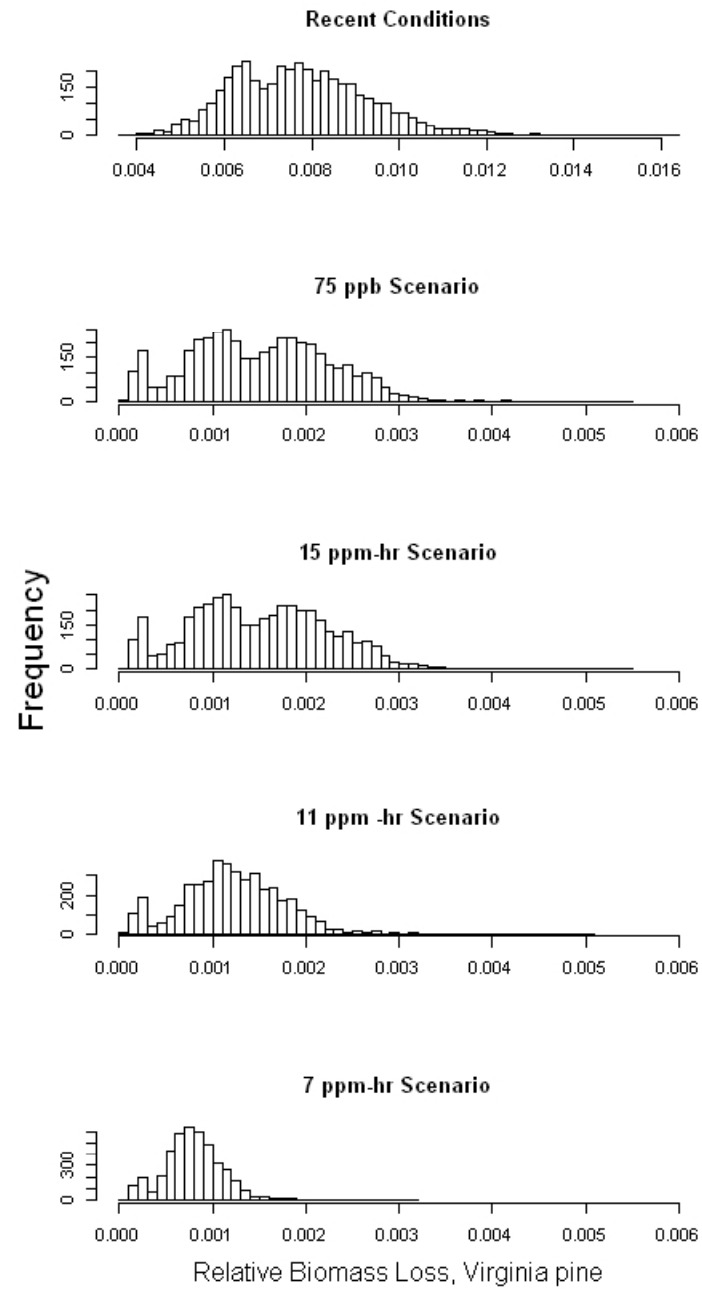 Recent Conditions
150
0
0.004 0.006 0.008 0.010 0.012 0.014 0.016
75 ppb Scenario
150
0
0.000 0.001 0.002 0.003 0.004 0.005 0.006
15 ppm-hr Scenario
150
0
0.000 0.001 0.002 0.003 0.004 0.005 0.006
Frequency
11 ppm -hr Scenario
200
0
0.000 0.001 0.002 0.003 0.004 0.005 0.006
7 ppm-hr Scenario
300
0
0.000 0.001 0.002 0.003 0.004 0.005 0.006
Relative Biomass Loss, Virginia pine